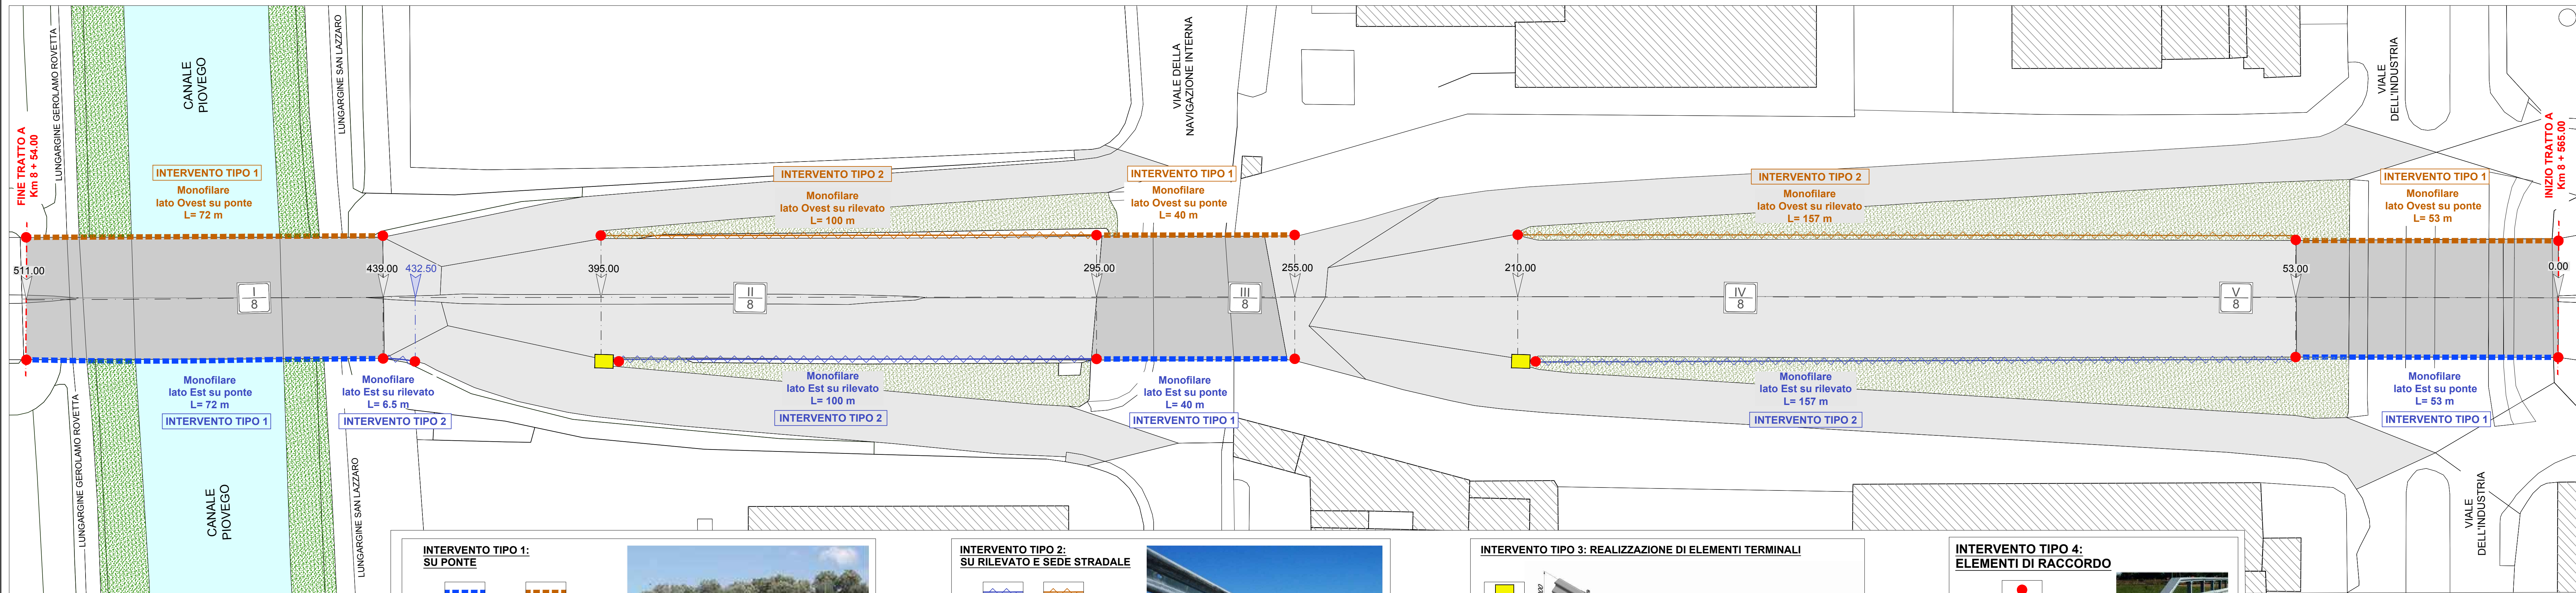 FINE TRATTO A
Km 8 + 54.00
LUNGARGINE GEROLAMO ROVETTA
CANALE
PIOVEGO
LUNGARGINE SAN LAZZARO
VIALE DELLA
NAVIGAZIONE INTERNA
VIALE
DELL'INDUSTRIA
INIZIO TRATTO A
Km 8 + 565.00
INTERVENTO TIPO 1
Monofilare
lato Ovest su ponte
L= 72 m
INTERVENTO TIPO 2
Monofilare
lato Ovest su rilevato
L= 100 m
INTERVENTO TIPO 1
Monofilare
lato Ovest su ponte
L= 40 m
INTERVENTO TIPO 2
Monofilare
lato Ovest su rilevato
L= 157 m
INTERVENTO TIPO 1
Monofilare
lato Ovest su ponte
L= 53 m
511.00
439.00
432.50
395.00
295.00
255.00
210.00
53.00
0.00
I
8
II
8
III
8
IV
8
V
8
Monofilare
lato Est su ponte
L= 72 m
INTERVENTO TIPO 1
Monofilare
lato Est su rilevato
L= 6.5 m
INTERVENTO TIPO 2
Monofilare
lato Est su rilevato
L= 100 m
INTERVENTO TIPO 2
Monofilare
lato Est su ponte
L= 40 m
INTERVENTO TIPO 1
Monofilare
lato Est su rilevato
L= 157 m
INTERVENTO TIPO 2
Monofilare
lato Est su ponte
L= 53 m
INTERVENTO TIPO 1
LUNGARGINE GEROLAMO ROVETTA
CANALE
PIOVEGO
LUNGARGINE SAN LAZZARO
VIALE
DELL'INDUSTRIA
INTERVENTO TIPO 1:
SU PONTE
INTERVENTO TIPO 2:
SU RILEVATO E SEDE STRADALE
INTERVENTO TIPO 3: REALIZZAZIONE DI ELEMENTI TERMINALI
INTERVENTO TIPO 4:
ELEMENTI DI RACCORDO